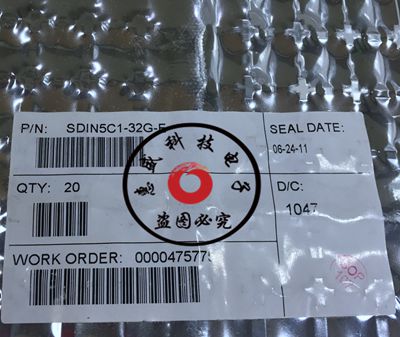 P/N: SDIN5C1-32G-
SEAL DATE:
06-24-11
QTY: 20
D/C:
1047
WORK ORDER: 000047577
科技电子
盗图必究